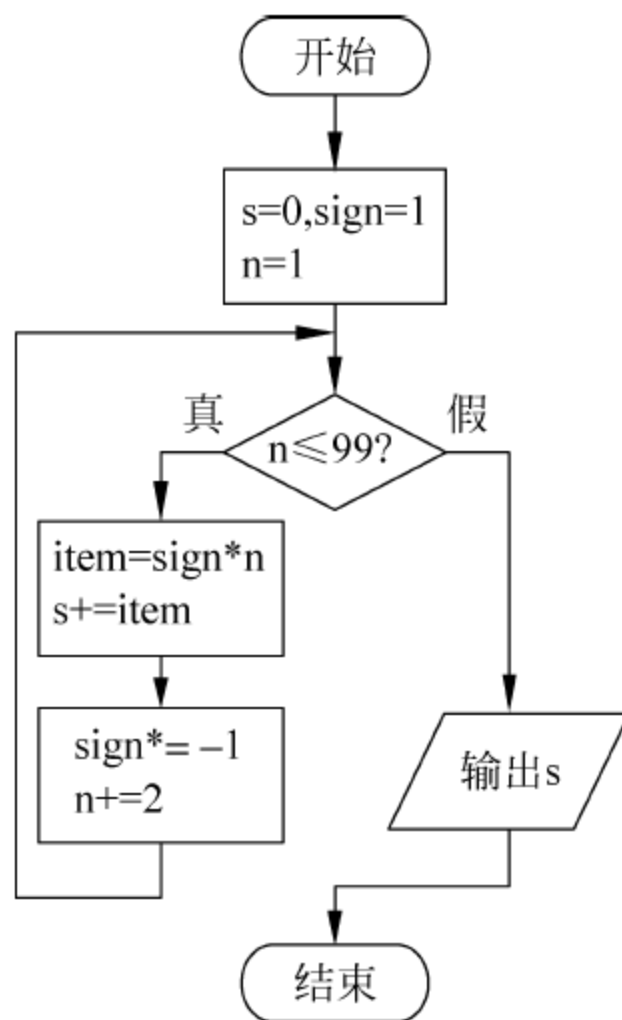 开始
s=0,sign=1
n=1
真
假
n≤99?
item=sign*n
s+=item
sign*= –1
n+=2
输出s
结束